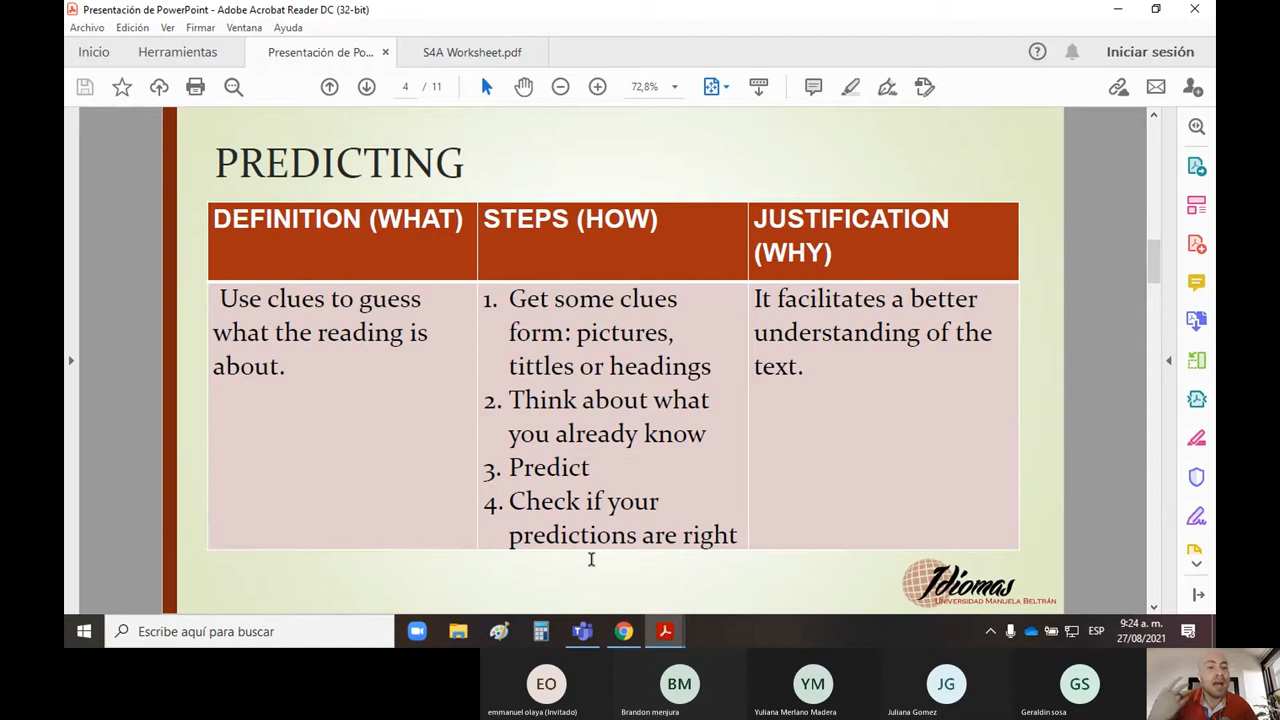 Presentación de PowerPoint - Adobe Acrobat Reader DC (32-bit)
Archivo Edición Ver Firmar Ventana Ayuda
Inicio Herramientas Presentación de Po... × S4A Worksheet.pdf Iniciar sesión
4 / 11 72,8%
PREDICTING
DEFINITION (WHAT)
Use clues to guess
what the reading is
about.
STEPS (HOW)
1. Get some clues
form: pictures,
tittles or headings
2. Think about what
you already know
3. Predict
4. Check if your
predictions are right
JUSTIFICATION
(WHY)
It facilitates a better
understanding of the
text.
Idiomas
UNIVERSIDAD MANUELA BELTRÁN
Escribe aquí para buscar
ESP
9:24 a. m.
27/08/2021
EO
emmanuel olaya (Invitado)
BM
Brandon menjura
YM
Yuliana Merlano Madera
JG
Juliana Gomez
GS
Geraldin sosa